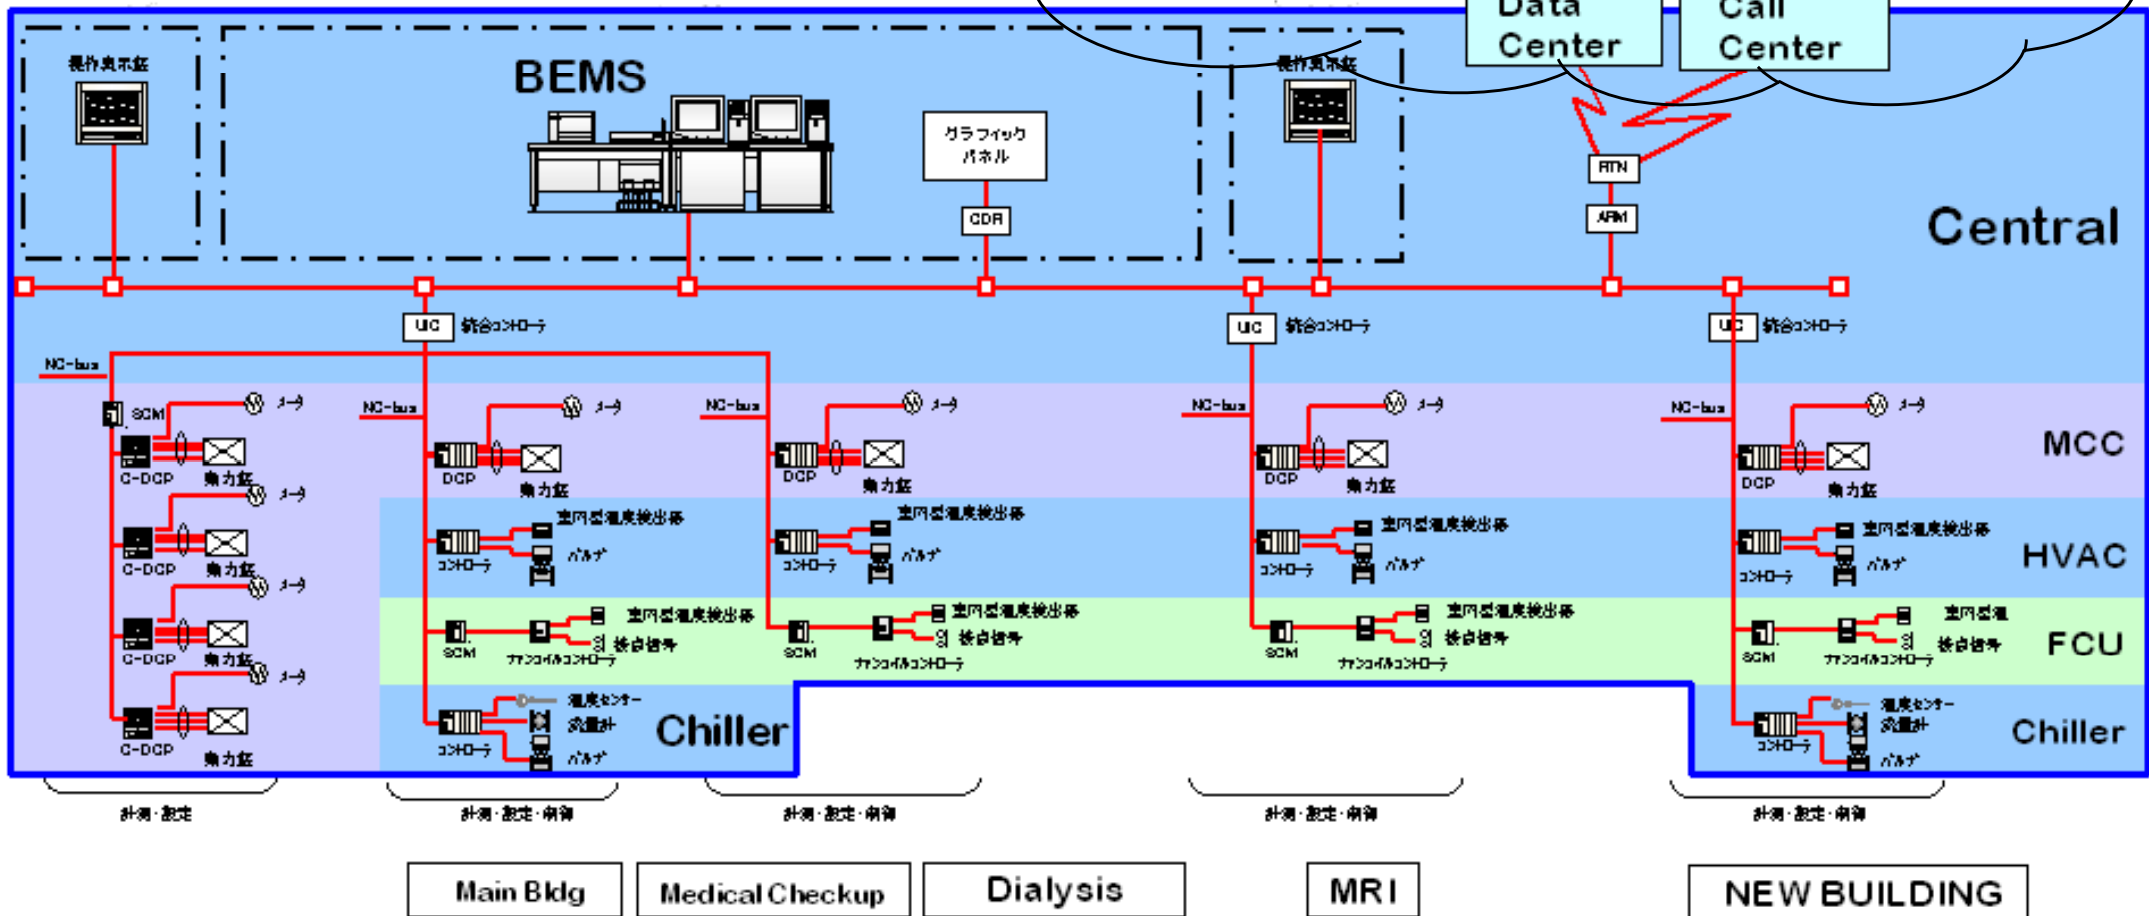 Data
Center
Call
Center
操作表示盤
BEMS
グラフィック
パネル
操作表示盤
RTN
CDR
ARM
Central
UIC
統合コントローラ
UIC
統合コントローラ
UIC
統合コントローラ
NC-bus
NC-bus
NC-bus
NC-bus
NC-bus
SCM
メータ
メータ
メータ
メータ
メータ
MCC
C-DCP
動力盤
DCP
動力盤
DCP
動力盤
DCP
動力盤
DCP
動力盤
メータ
C-DCP
動力盤
室内型温度検出器
バルブ
コントローラ
室内型温度検出器
バルブ
コントローラ
室内型温度検出器
バルブ
コントローラ
室内型温度検出器
バルブ
コントローラ
HVAC
メータ
C-DCP
動力盤
室内型温度検出器
接点信号
SCM
ファンコイルコントローラ
室内型温度検出器
接点信号
SCM
ファンコイルコントローラ
室内型温度検出器
接点信号
SCM
ファンコイルコントローラ
室内型温
接点信号
SCM
ファンコイルコントローラ
FCU
メータ
C-DCP
動力盤
温度センサー
流量計
バルブ
コントローラ
Chiller
温度センサー
流量計
バルブ
コントローラ
Chiller
計測・設定
計測・設定・制御
計測・設定・制御
計測・設定・制御
計測・設定・制御
Main Bldg
Medical Checkup
Dialysis
MRI
NEW BUILDING